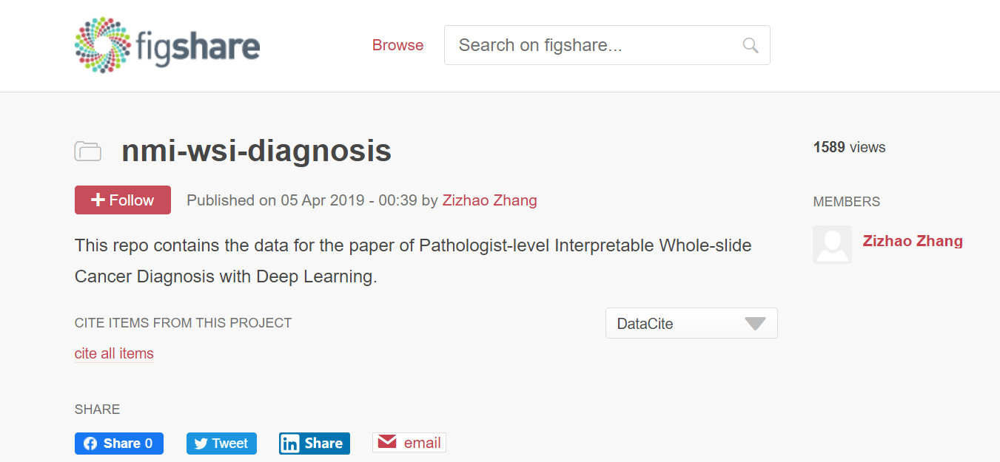 figshare
Browse
Search on figshare...
nmi-wsi-diagnosis
1589 views
+ Follow
Published on 05 Apr 2019 - 00:39 by Zizhao Zhang
MEMBERS
Zizhao Zhang
This repo contains the data for the paper of Pathologist-level Interpretable Whole-slide
Cancer Diagnosis with Deep Learning.
CITE ITEMS FROM THIS PROJECT
DataCite
cite all items
SHARE
Share 0
Tweet
in Share
email